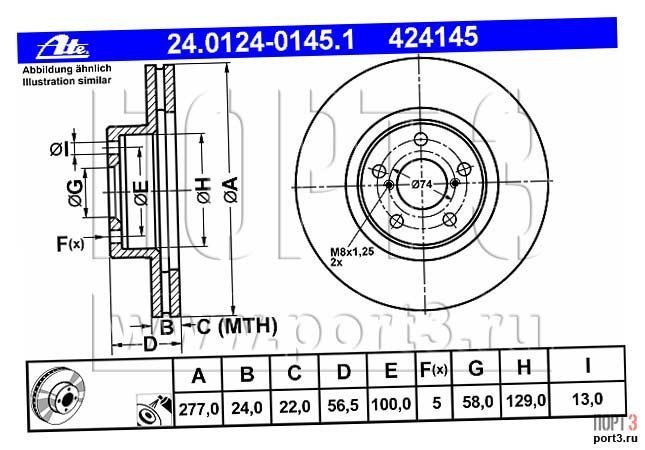 Ate
24.0124-0145.1 424145
Abbildung ähnlich
Illustration similar
ØI
ØG
ØE
ØH
ØA
F(x)
B
C (MTH)
D
Ø74
M8x1,25
2x
ПОРТ 3
www.port3.ru
A B C D E F(x) G H I
277,0 24,0 22,0 56,5 100,0 5 58,0 129,0 13,0
ПОРТ3
port3.ru